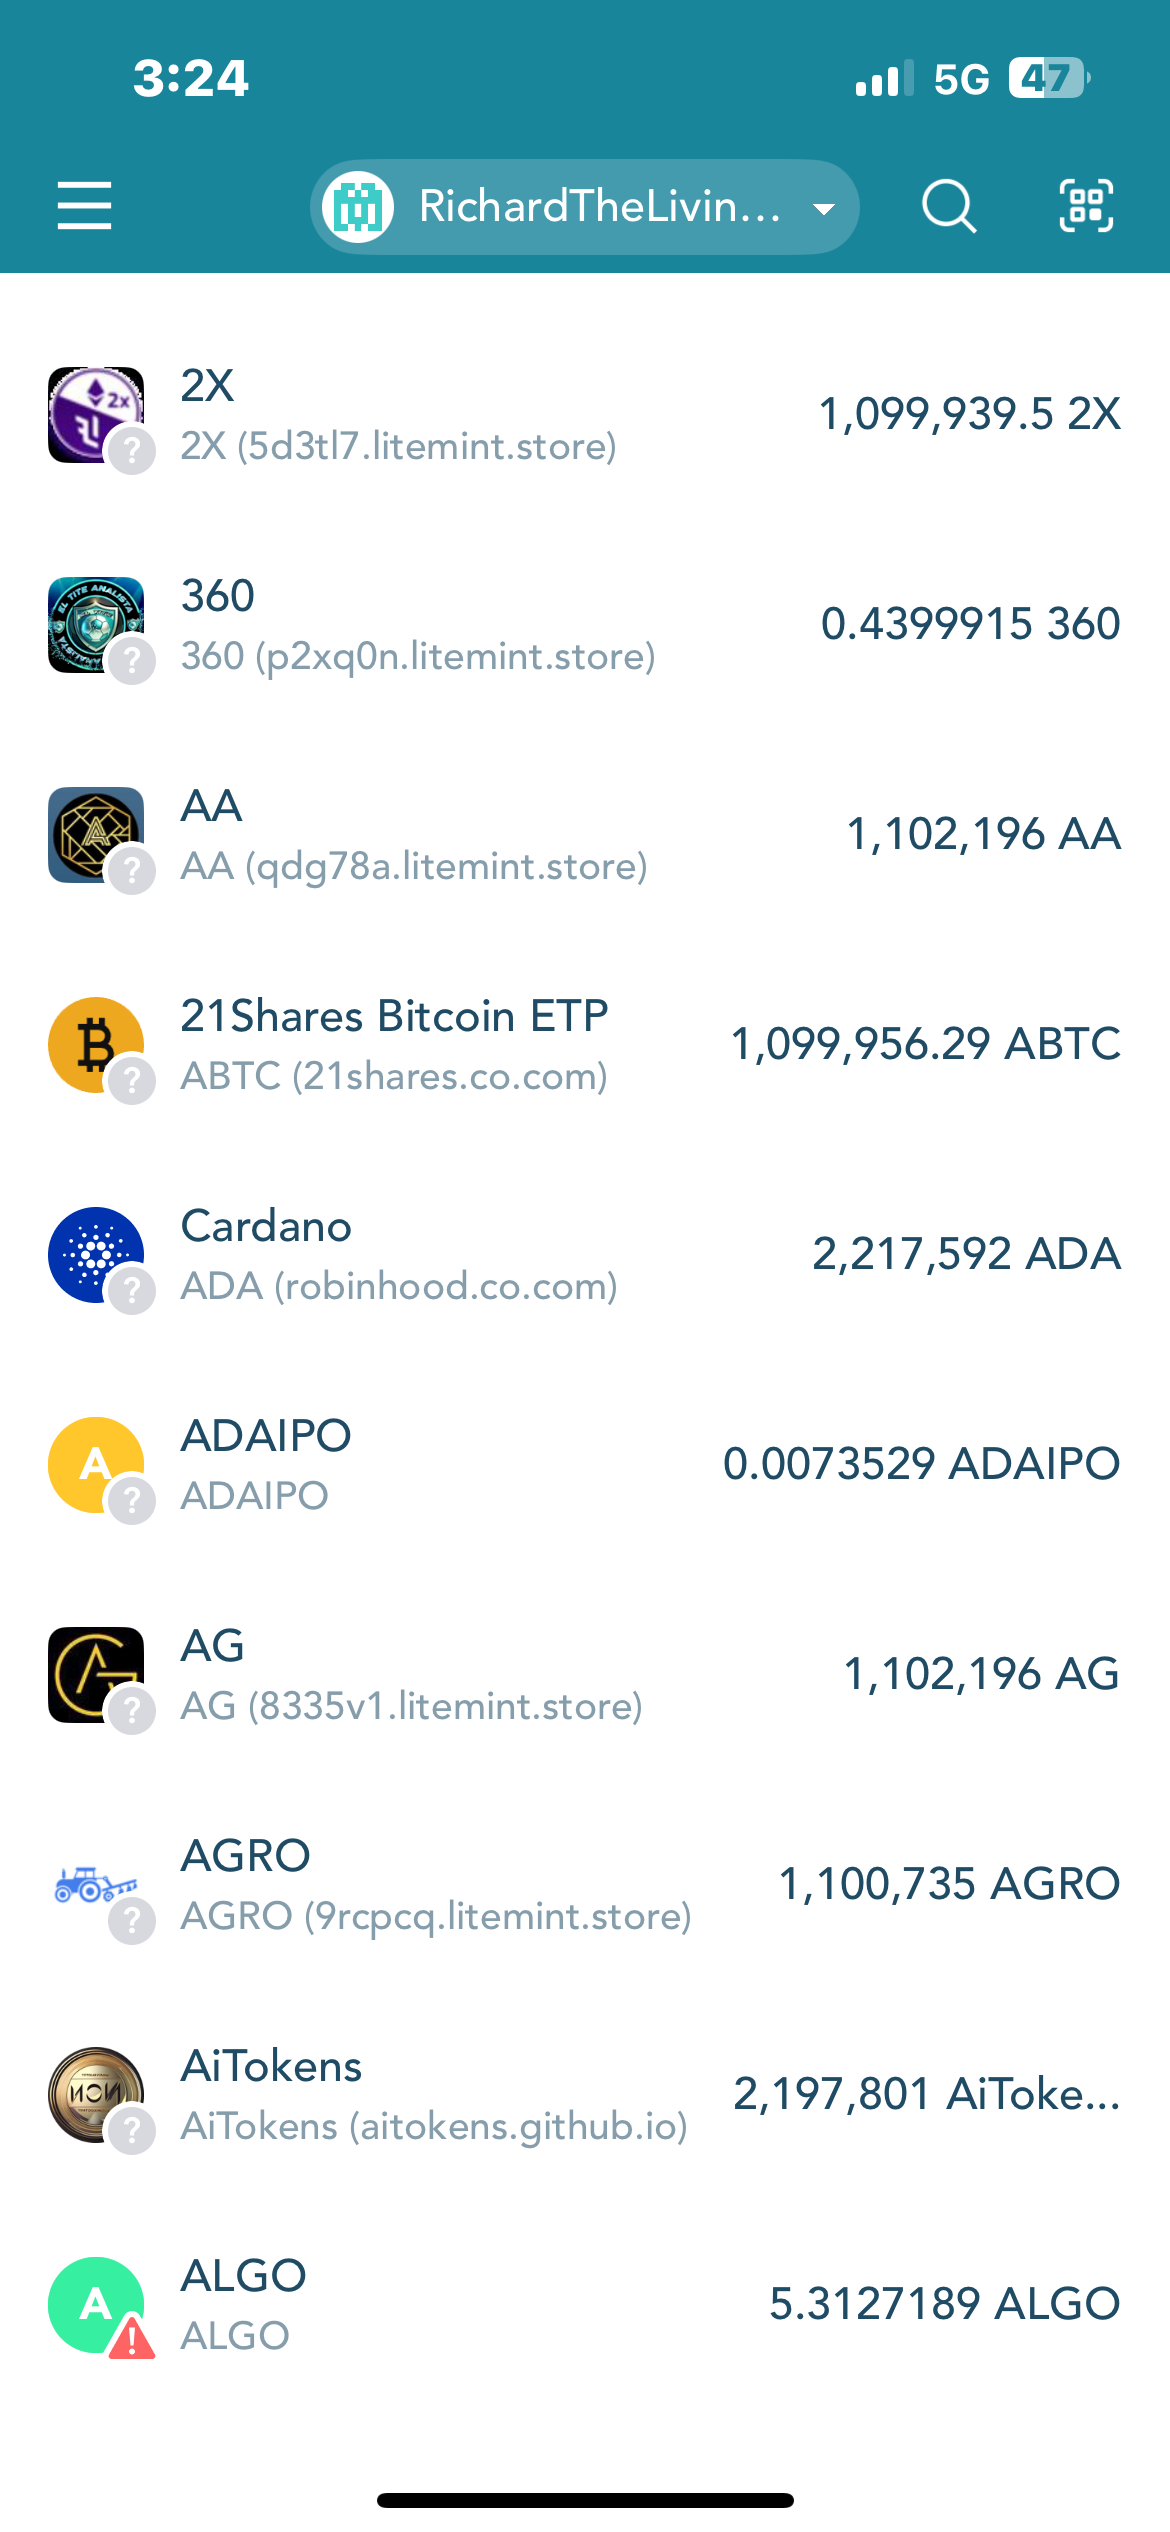 3:24
5G 47
RichardTheLivin...
2X
1,099,939.5 2X
2X (5d3tl7.litemint.store)
2x
?
360
0.4399915 360
360 (p2xq0n.litemint.store)
EL TITE ANALISTA
?
AA
1,102,196 AA
AA (qdg78a.litemint.store)
A
?
21Shares Bitcoin ETP
1,099,956.29 ABTC
ABTC (21shares.co.com)
?
Cardano
2,217,592 ADA
ADA (robinhood.co.com)
?
ADAIPO
0.0073529 ADAIPO
ADAIPO
A
?
AG
1,102,196 AG
AG (8335v1.litemint.store)
?
AGRO
1,100,735 AGRO
AGRO (9rcpcq.litemint.store)
?
AiTokens
2,197,801 AiToke...
AiTokens (aitokens.github.io)
?
ALGO
5.3127189 ALGO
ALGO
A
!